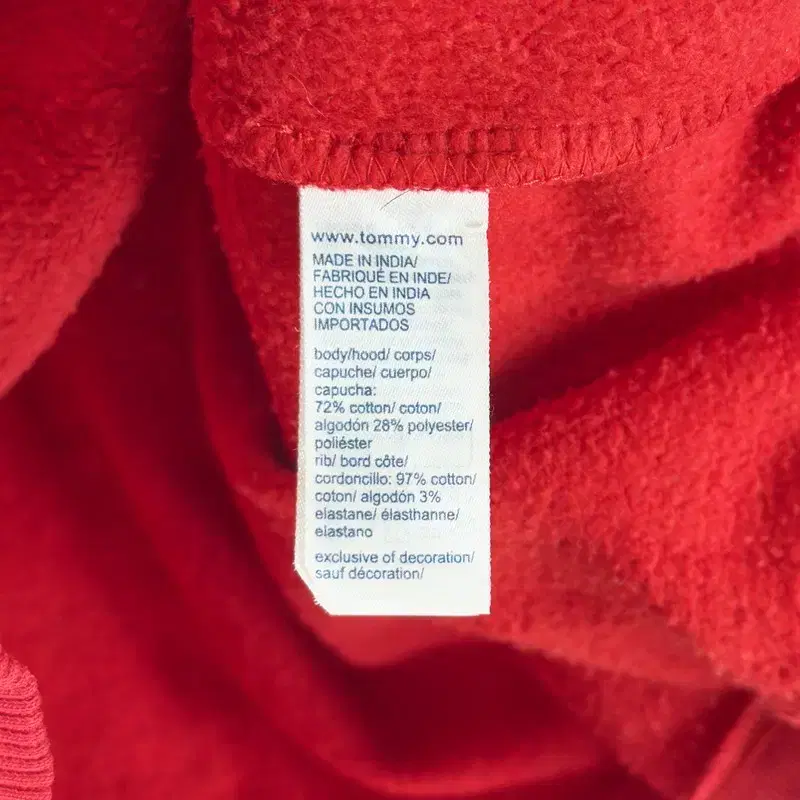 www.tommy.com
MADE IN INDIA/
FABRIQUÉ EN INDE/
HECHO EN INDIA
CON INSUMOS
IMPORTADOS
body/hood/ corps/
capuche/ cuerpo/
capucha:
72% cotton/ coton/
algodón 28% polyester/
poliéster
rib/ bord côte/
cordoncillo: 97% cotton/
coton/ algodón 3%
elastane/ élasthanne/
elastano
exclusive of decoration/
sauf décoration/